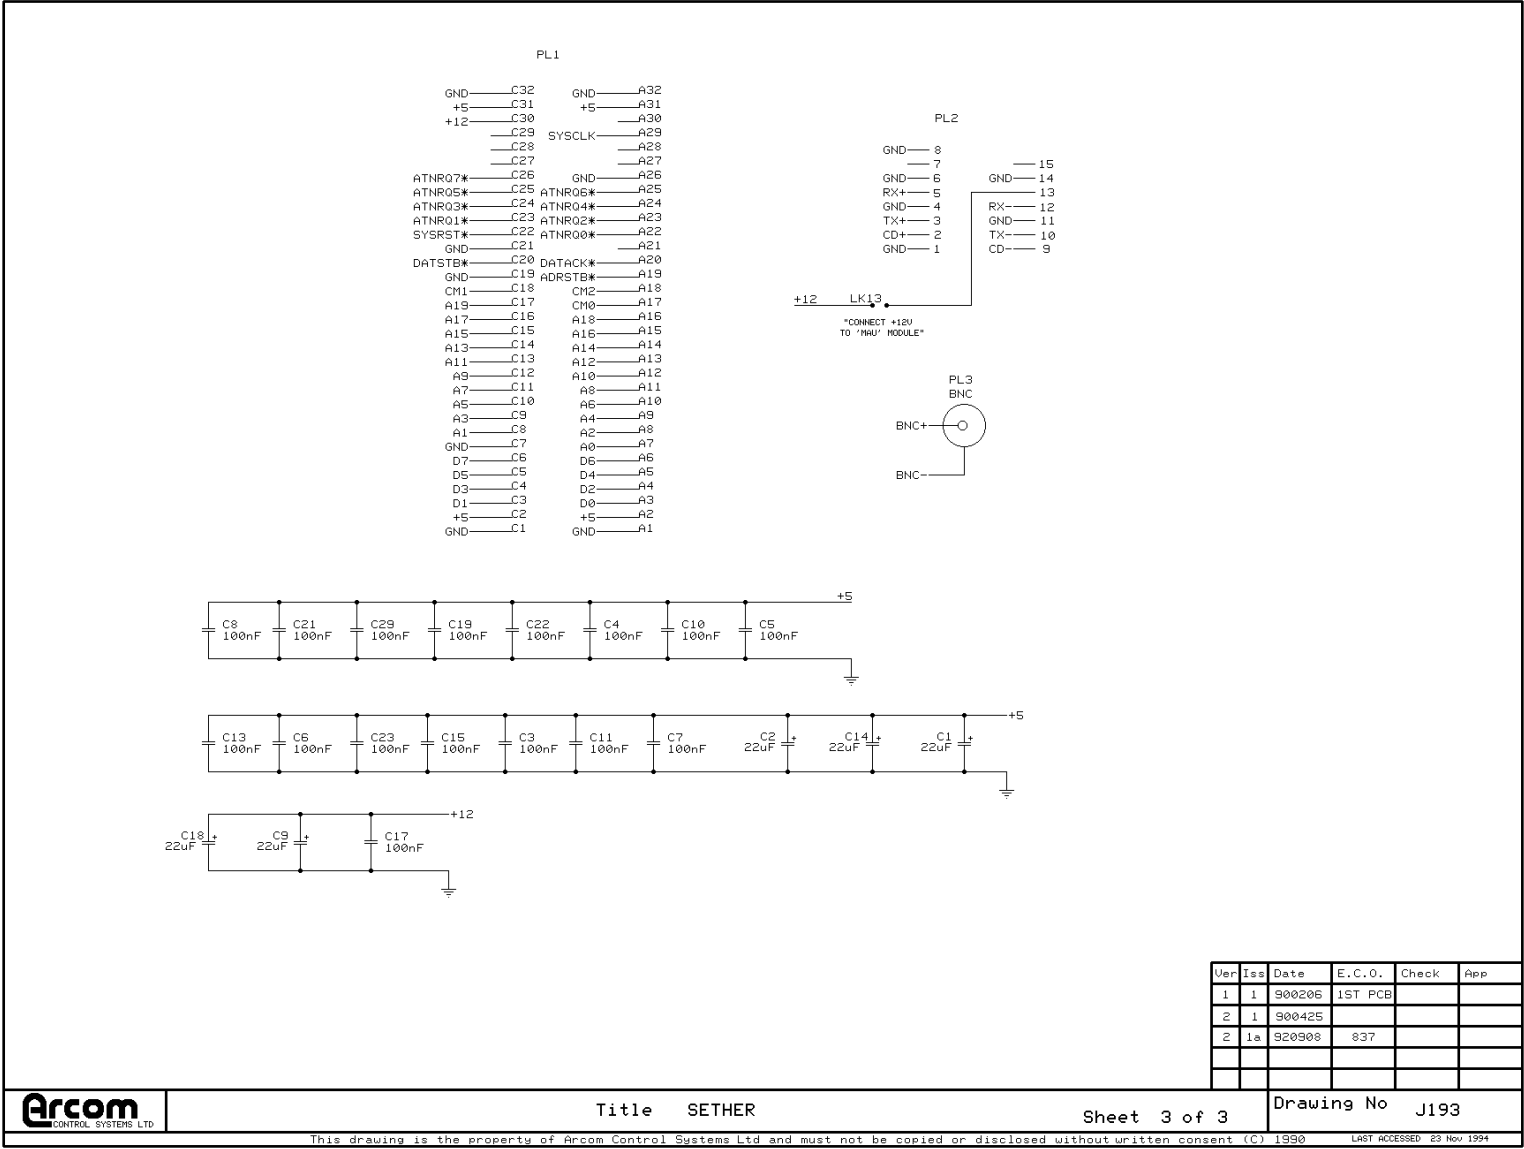 PL1
GND C32 GND A32
+5 C31 +5 A31
+12 C30 A30
C29 SYSCLK A29
C28 A28
C27 A27
ATNRQ7* C26 GND A26
ATNRQ5* C25 ATNRQ6* A25
ATNRQ3* C24 ATNRQ4* A24
ATNRQ1* C23 ATNRQ2* A23
SYSRST* C22 ATNRQ0* A22
GND C21 A21
DATSTB* C20 DATACK* A20
GND C19 ADRSTB* A19
CM1 C18 CM2 A18
A19 C17 CM0 A17
A17 C16 A18 A16
A15 C15 A16 A15
A13 C14 A14 A14
A11 C13 A12 A13
A9 C12 A10 A12
A7 C11 A8 A11
A5 C10 A6 A10
A3 C9 A4 A9
A1 C8 A2 A8
GND C7 A0 A7
D7 C6 D6 A6
D5 C5 D4 A5
D3 C4 D2 A4
D1 C3 D0 A3
+5 C2 +5 A2
GND C1 GND A1
PL2
GND 8
7 15
GND 6 GND 14
RX+ 5 13
GND 4 RX- 12
TX+ 3 GND 11
CD+ 2 TX- 10
GND 1 CD- 9
+12 LK13
"CONNECT +12V
TO 'MAU' MODULE"
PL3
BNC
BNC+
BNC-
+5
C8 C21 C29 C19 C22 C4 C10 C5
100nF 100nF 100nF 100nF 100nF 100nF 100nF 100nF
+5
C13 C6 C23 C15 C3 C11 C7 C2 + C14 + C1 +
100nF 100nF 100nF 100nF 100nF 100nF 100nF 22uF 22uF 22uF
+12
C18 + C9 + C17
22uF 22uF 100nF
Ver Iss Date E.C.O. Check App
1 1 900206 1ST PCB
2 1 900425
2 1a 920908 837
Arcom
CONTROL SYSTEMS LTD
Title SETHER
Sheet 3 of 3
Drawing No J193
This drawing is the property of Arcom Control Systems Ltd and must not be copied or disclosed without written consent (C) 1990
LAST ACCESSED 23 Nov 1994